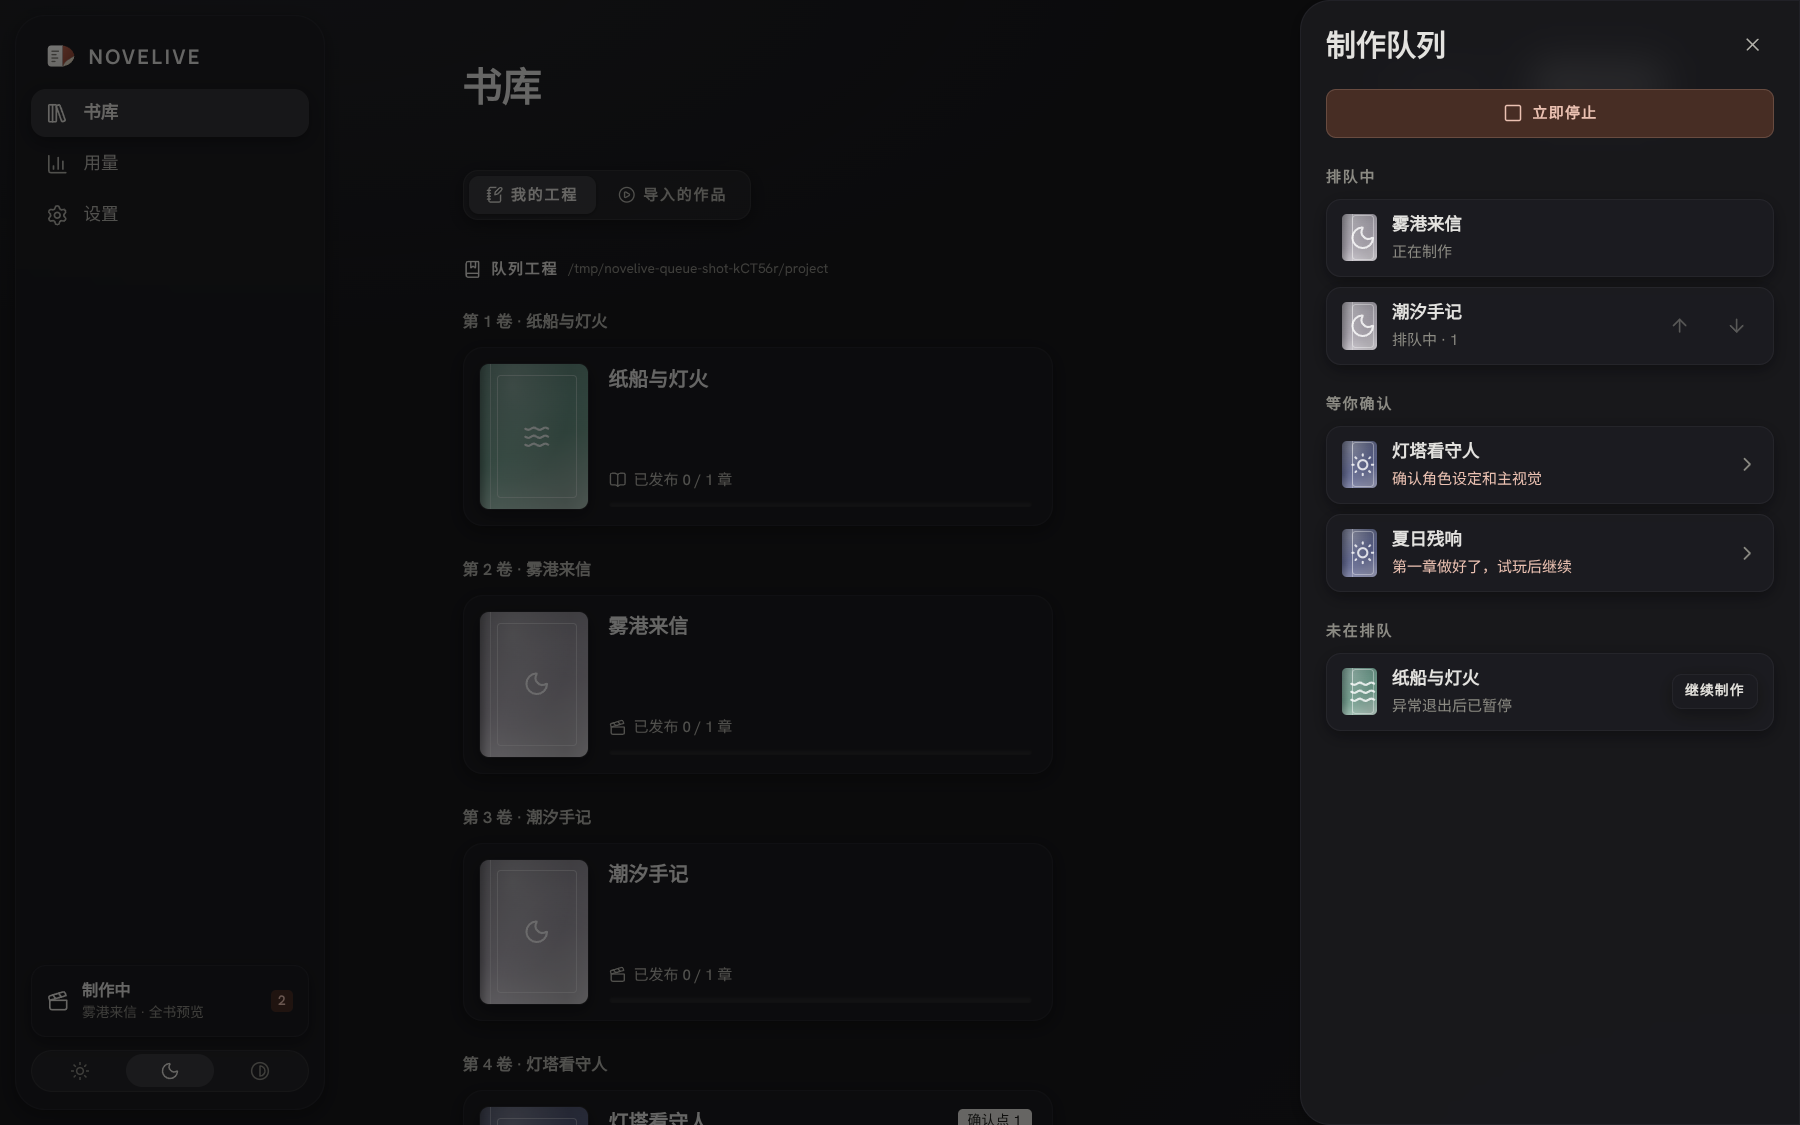 NOVELIVE
书库
用量
设置
制作中
雾港来信 · 全书预览
2
书库
我的工程
导入的作品
队列工程 /tmp/novelive-queue-shot-kCT56r/project
第 1 卷 · 纸船与灯火
纸船与灯火
已发布 0 / 1 章
第 2 卷 · 雾港来信
雾港来信
已发布 0 / 1 章
第 3 卷 · 潮汐手记
潮汐手记
已发布 0 / 1 章
第 4 卷 · 灯塔看守人
灯塔看守人
确认点 1
制作队列
立即停止
排队中
雾港来信
正在制作
潮汐手记
排队中 · 1
等你确认
灯塔看守人
确认角色设定和主视觉
夏日残响
第一章做好了，试玩后继续
未在排队
纸船与灯火
异常退出后已暂停
继续制作